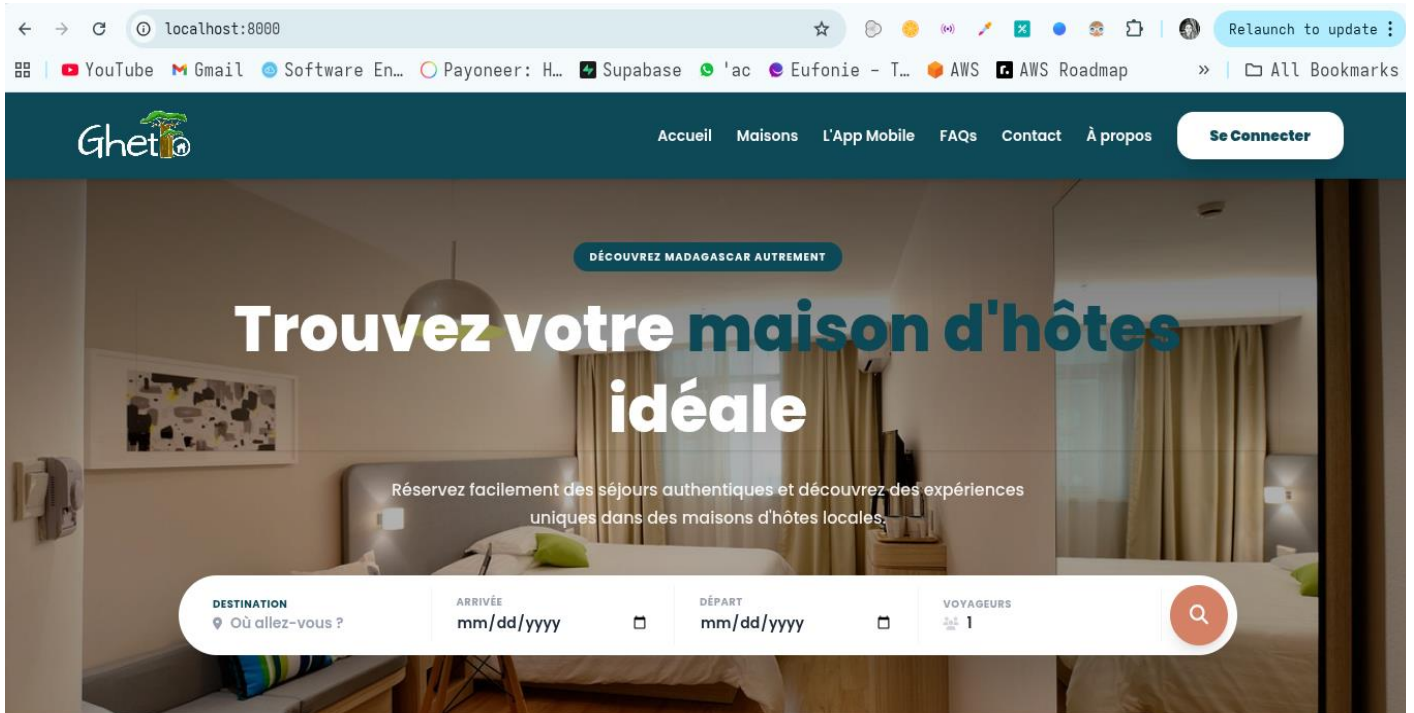 localhost:8000
Relaunch to update
YouTube Gmail Software En… Payoneer: H… Supabase 'ac Eufonie – T… AWS AWS Roadmap » All Bookmarks
Ghetto
Accueil Maisons L'App Mobile FAQs Contact À propos Se Connecter
DÉCOUVREZ MADAGASCAR AUTREMENT
Trouvez votre maison d'hôtes
idéale
Réservez facilement des séjours authentiques et découvrez des expériences
uniques dans des maisons d'hôtes locales.
DESTINATION ARRIVÉE DÉPART VOYAGEURS
Où allez-vous ? mm/dd/yyyy mm/dd/yyyy 1